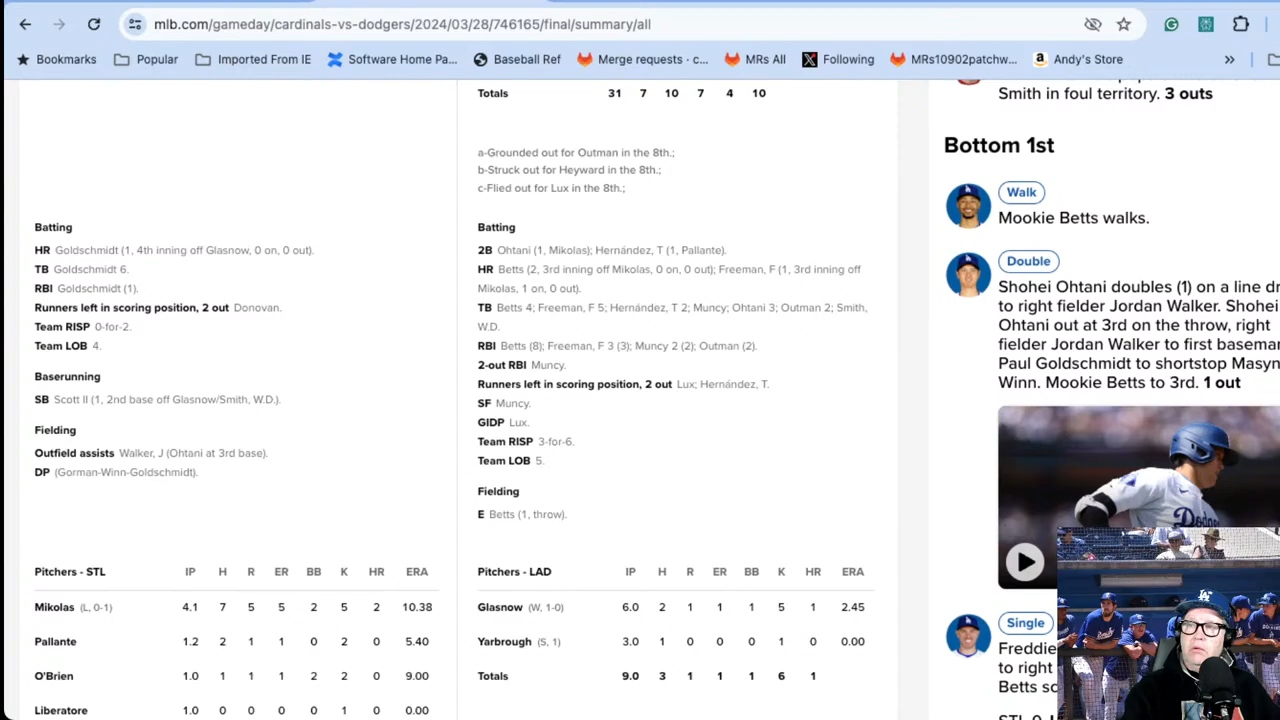 mlb.com/gameday/cardinals-vs-dodgers/2024/03/28/746165/final/summary/all
Bookmarks Popular Imported From IE Software Home Pa... Baseball Ref Merge requests · c... MRs All Following MRs10902patchw... Andy's Store »
Totals 31 7 10 7 4 10
a-Grounded out for Outman in the 8th.;
b-Struck out for Heyward in the 8th.;
c-Flied out for Lux in the 8th.;
Batting
HR Goldschmidt (1, 4th inning off Glasnow, 0 on, 0 out).
TB Goldschmidt 6.
RBI Goldschmidt (1).
Runners left in scoring position, 2 out Donovan.
Team RISP 0-for-2.
Team LOB 4.
Baserunning
SB Scott II (1, 2nd base off Glasnow/Smith, W.D.).
Fielding
Outfield assists Walker, J (Ohtani at 3rd base).
DP (Gorman-Winn-Goldschmidt).
Batting
2B Ohtani (1, Mikolas); Hernández, T (1, Pallante).
HR Betts (2, 3rd inning off Mikolas, 0 on, 0 out); Freeman, F (1, 3rd inning off
Mikolas, 1 on, 0 out).
TB Betts 4; Freeman, F 5; Hernández, T 2; Muncy; Ohtani 3; Outman 2; Smith,
W.D.
RBI Betts (8); Freeman, F 3 (3); Muncy 2 (2); Outman (2).
2-out RBI Muncy.
Runners left in scoring position, 2 out Lux; Hernández, T.
SF Muncy.
GIDP Lux.
Team RISP 3-for-6.
Team LOB 5.
Fielding
E Betts (1, throw).
Pitchers - STL IP H R ER BB K HR ERA
Mikolas (L, 0-1) 4.1 7 5 5 2 5 2 10.38
Pallante 1.2 2 1 1 0 2 0 5.40
O'Brien 1.0 1 1 1 2 2 0 9.00
Liberatore 1.0 0 0 0 0 1 0 0.00
Pitchers - LAD IP H R ER BB K HR ERA
Glasnow (W, 1-0) 6.0 2 1 1 1 5 1 2.45
Yarbrough (S, 1) 3.0 1 0 0 0 1 0 0.00
Totals 9.0 3 1 1 1 6 1
Smith in foul territory. 3 outs
Bottom 1st
Walk
Mookie Betts walks.
Double
Shohei Ohtani doubles (1) on a line dr
to right fielder Jordan Walker. Shohei
Ohtani out at 3rd on the throw, right
fielder Jordan Walker to first baseman
Paul Goldschmidt to shortstop Masyn
Winn. Mookie Betts to 3rd. 1 out
Single
Freddie
to right
Betts sc